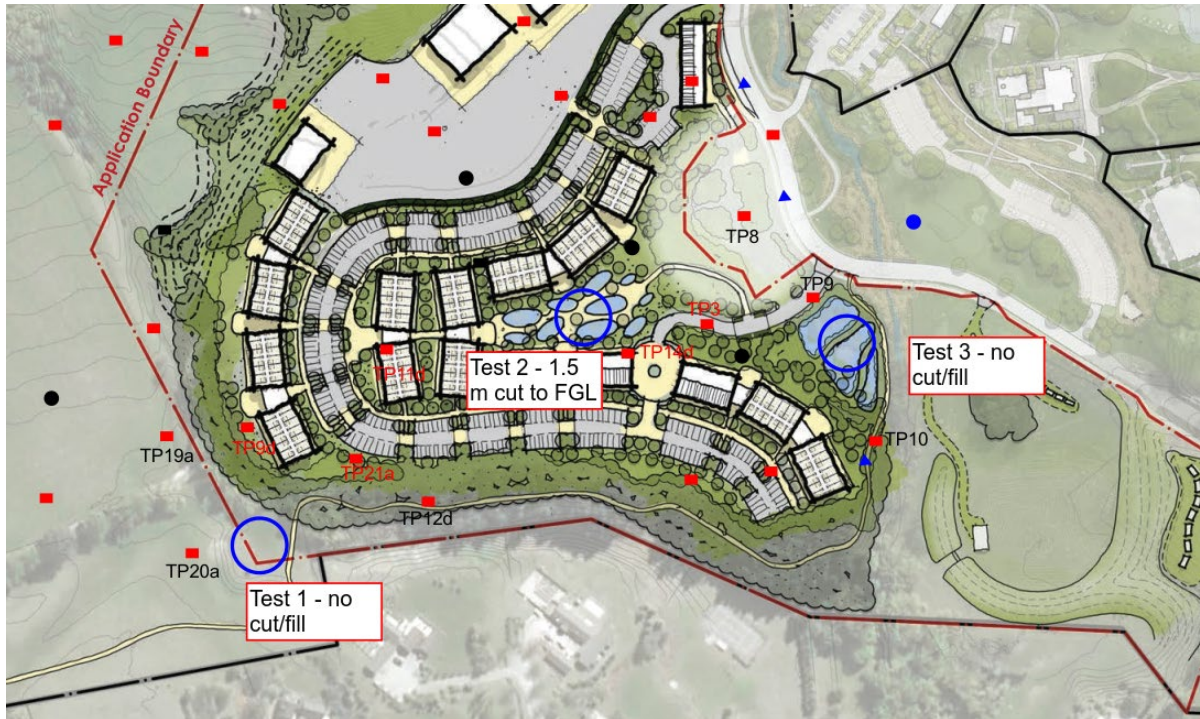 Application Boundary
TP8
TP9
TP3
TP14d
TP11d
Test 2 - 1.5
m cut to FGL
Test 3 - no
cut/fill
TP9d
TP19a
TP21a
TP10
TP12d
TP20a
Test 1 - no
cut/fill